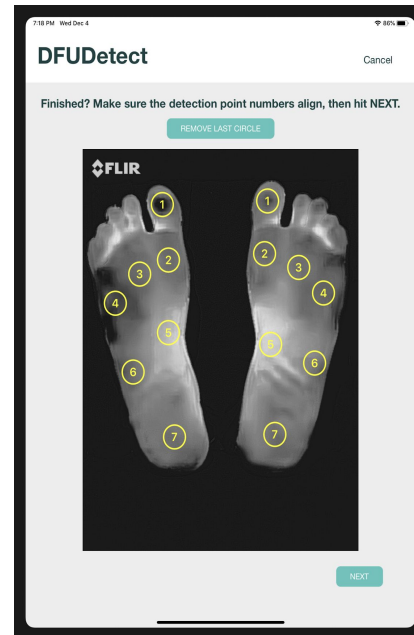 7:18 PM Wed Dec 4
86%
DFUDetect
Cancel
Finished? Make sure the detection point numbers align, then hit NEXT.
REMOVE LAST CIRCLE
FLIR
1 1
2 2
3 3
4 4
5 5
6 6
7 7
NEXT